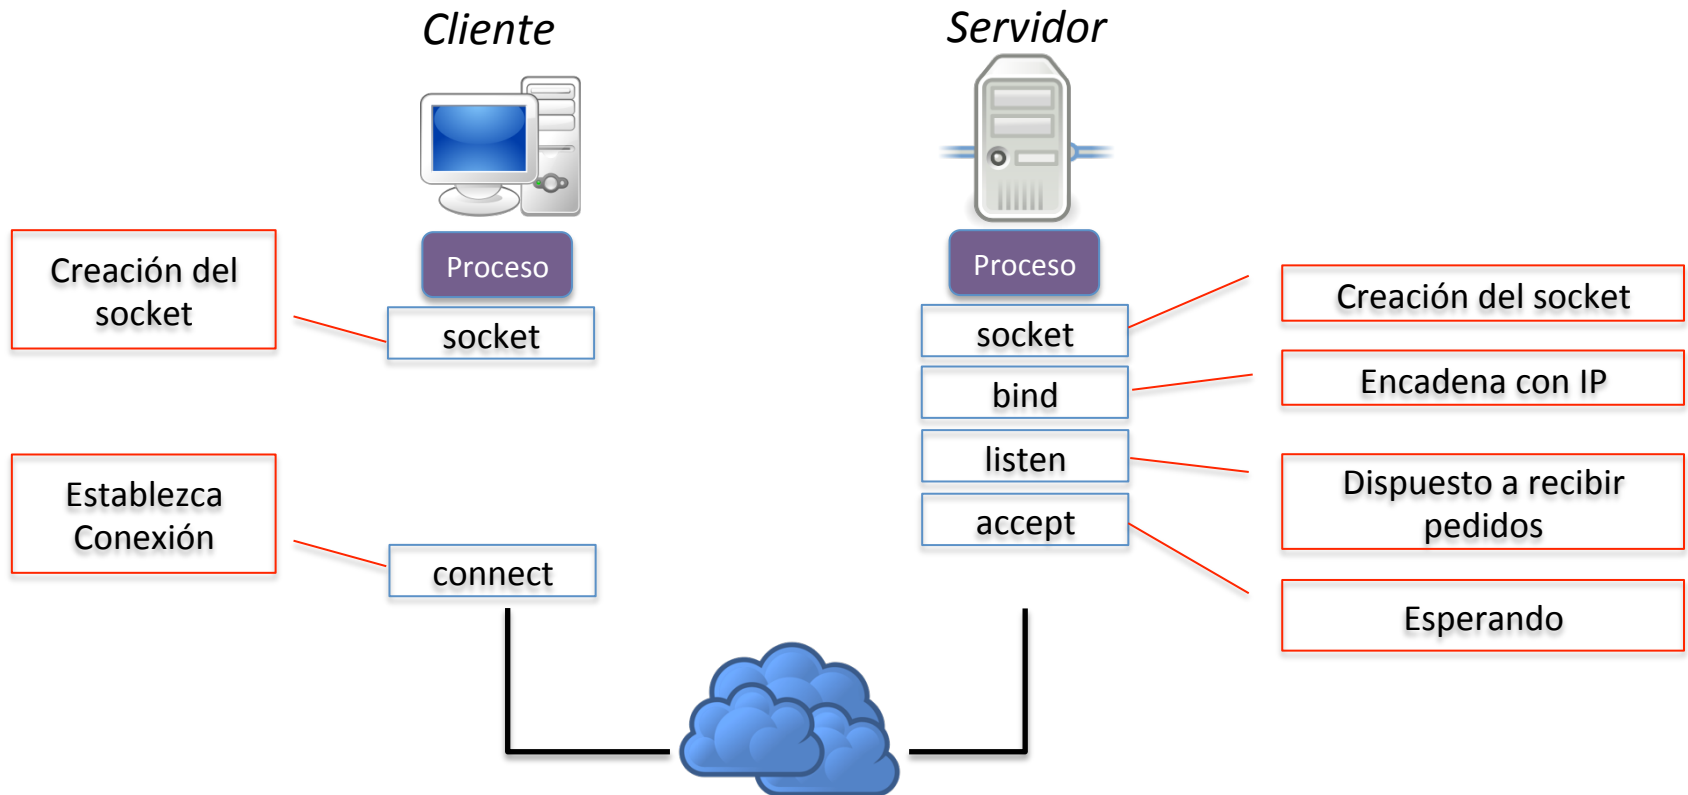 Cliente
Servidor
Creación del
socket
Proceso
socket
Establezca
Conexión
connect
Proceso
socket
bind
listen
accept
Creación del socket
Encadena con IP
Dispuesto a recibir
pedidos
Esperando